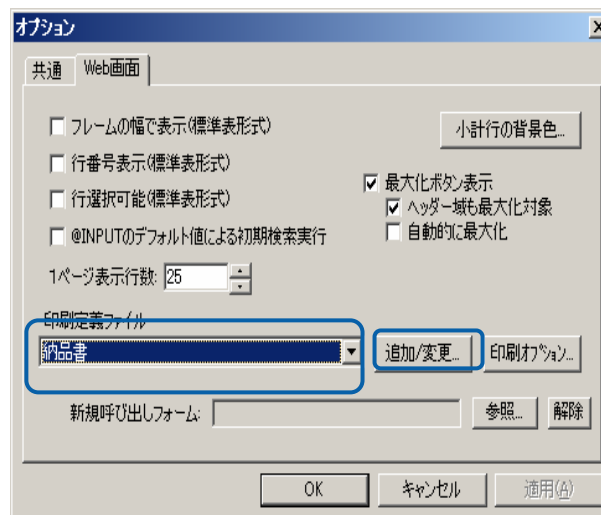 オプション
共通 Web画面
フレームの幅で表示(標準表形式)
小計行の背景色...
行番号表示(標準表形式)
最大化ボタン表示
行選択可能(標準表形式)
ヘッダー域も最大化対象
@INPUTのデフォルト値による初期検索実行
自動的に最大化
1ページ表示行数: 25
印刷定義ファイル
納品書 追加/変更... 印刷オプション...
新規呼び出しフォーム: 参照... 解除
OK キャンセル 適用(A)